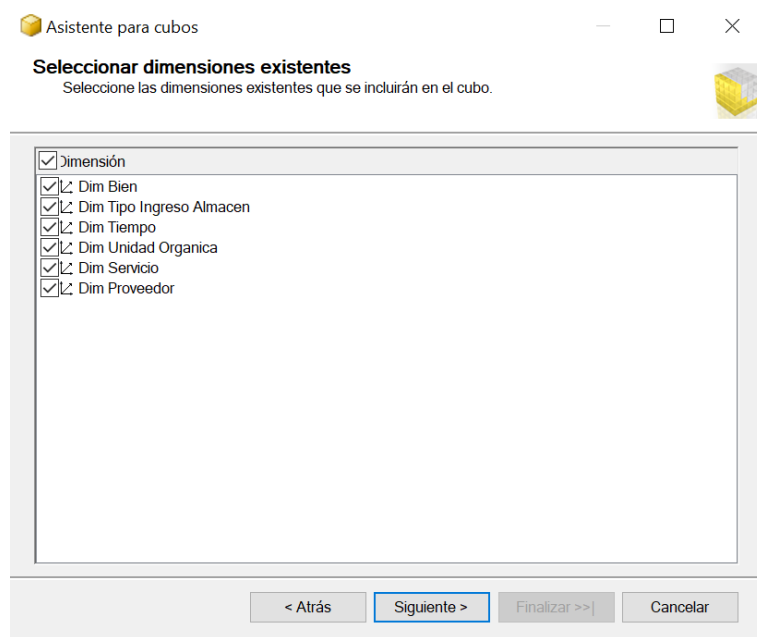 Asistente para cubos
Seleccionar dimensiones existentes
Seleccione las dimensiones existentes que se incluirán en el cubo.
Dimensión
Dim Bien
Dim Tipo Ingreso Almacen
Dim Tiempo
Dim Unidad Organica
Dim Servicio
Dim Proveedor
< Atrás
Siguiente >
Finalizar >>|
Cancelar